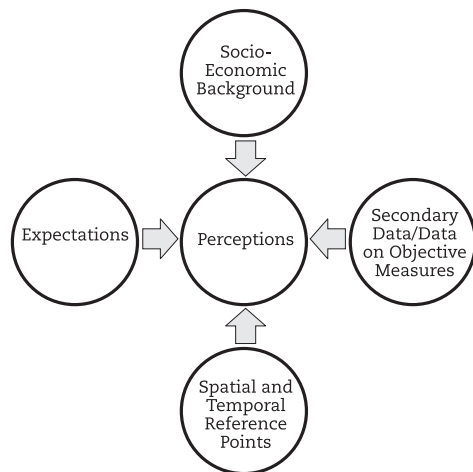 Socio-
Economic
Background
Expectations
Perceptions
Secondary
Data/Data
on Objective
Measures
Spatial and
Temporal
Reference
Points